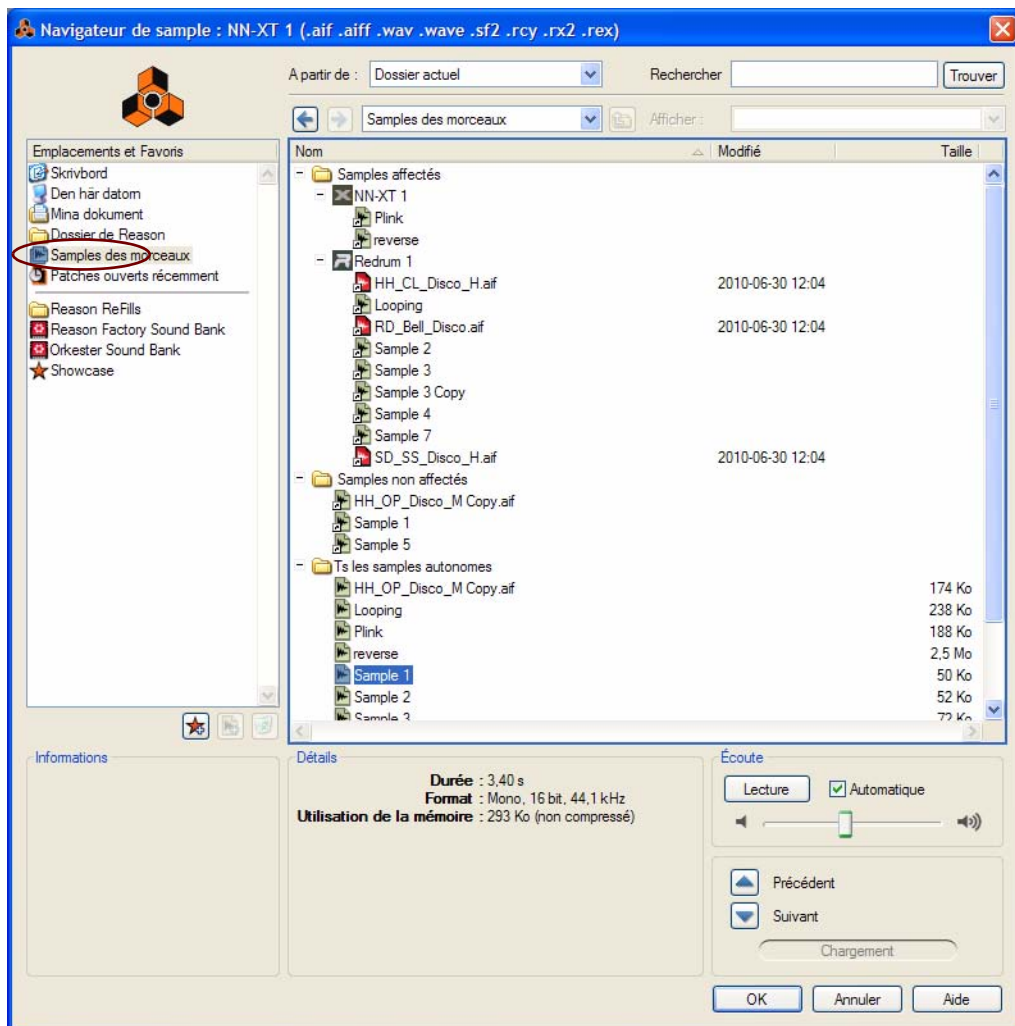 Navigateur de sample : NN-XT 1 (.aif .aiff .wav .wave .sf2 .rcy .rx2 .rex)
A partir de : Dossier actuel Rechercher Trouver
Samples des morceaux Afficher :
Emplacements et Favoris
Skrivbord
Den här datorn
Mina dokument
Dossier de Reason
Samples des morceaux
Patches ouverts récemment
Reason ReFills
Reason Factory Sound Bank
Orkester Sound Bank
Showcase
Nom Modifié Taille
Samples affectés
NN-XT 1
Plink
reverse
Redrum 1
HH_CL_Disco_H.aif 2010-06-30 12:04
Looping
RD_Bell_Disco.aif 2010-06-30 12:04
Sample 2
Sample 3
Sample 3 Copy
Sample 4
Sample 7
SD_SS_Disco_H.aif 2010-06-30 12:04
Samples non affectés
HH_OP_Disco_M Copy.aif
Sample 1
Sample 5
Ts les samples autonomes
HH_OP_Disco_M Copy.aif 174 Ko
Looping 238 Ko
Plink 188 Ko
reverse 2,5 Mo
Sample 1 50 Ko
Sample 2 52 Ko
Sample 3 72 Ko
Informations
Détails
Durée : 3,40 s
Format : Mono, 16 bit, 44,1 kHz
Utilisation de la mémoire : 293 Ko (non compressé)
Écoute
Lecture Automatique
Précédent
Suivant
Chargement
OK Annuler Aide